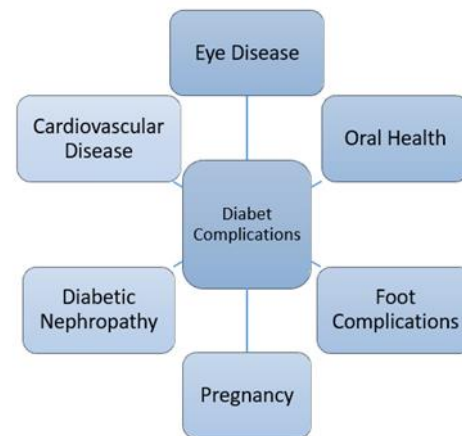 Eye Disease
Cardiovascular
Disease
Oral Health
Diabet
Complications
Diabetic
Nephropathy
Foot
Complications
Pregnancy